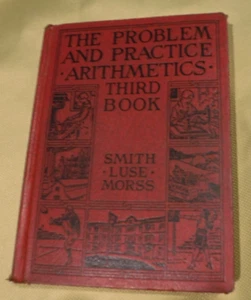 THE PROBLEM
AND PRACTICE
·ARITHMETICS·
THIRD
BOOK
SMITH
·LUSE·
MORSS